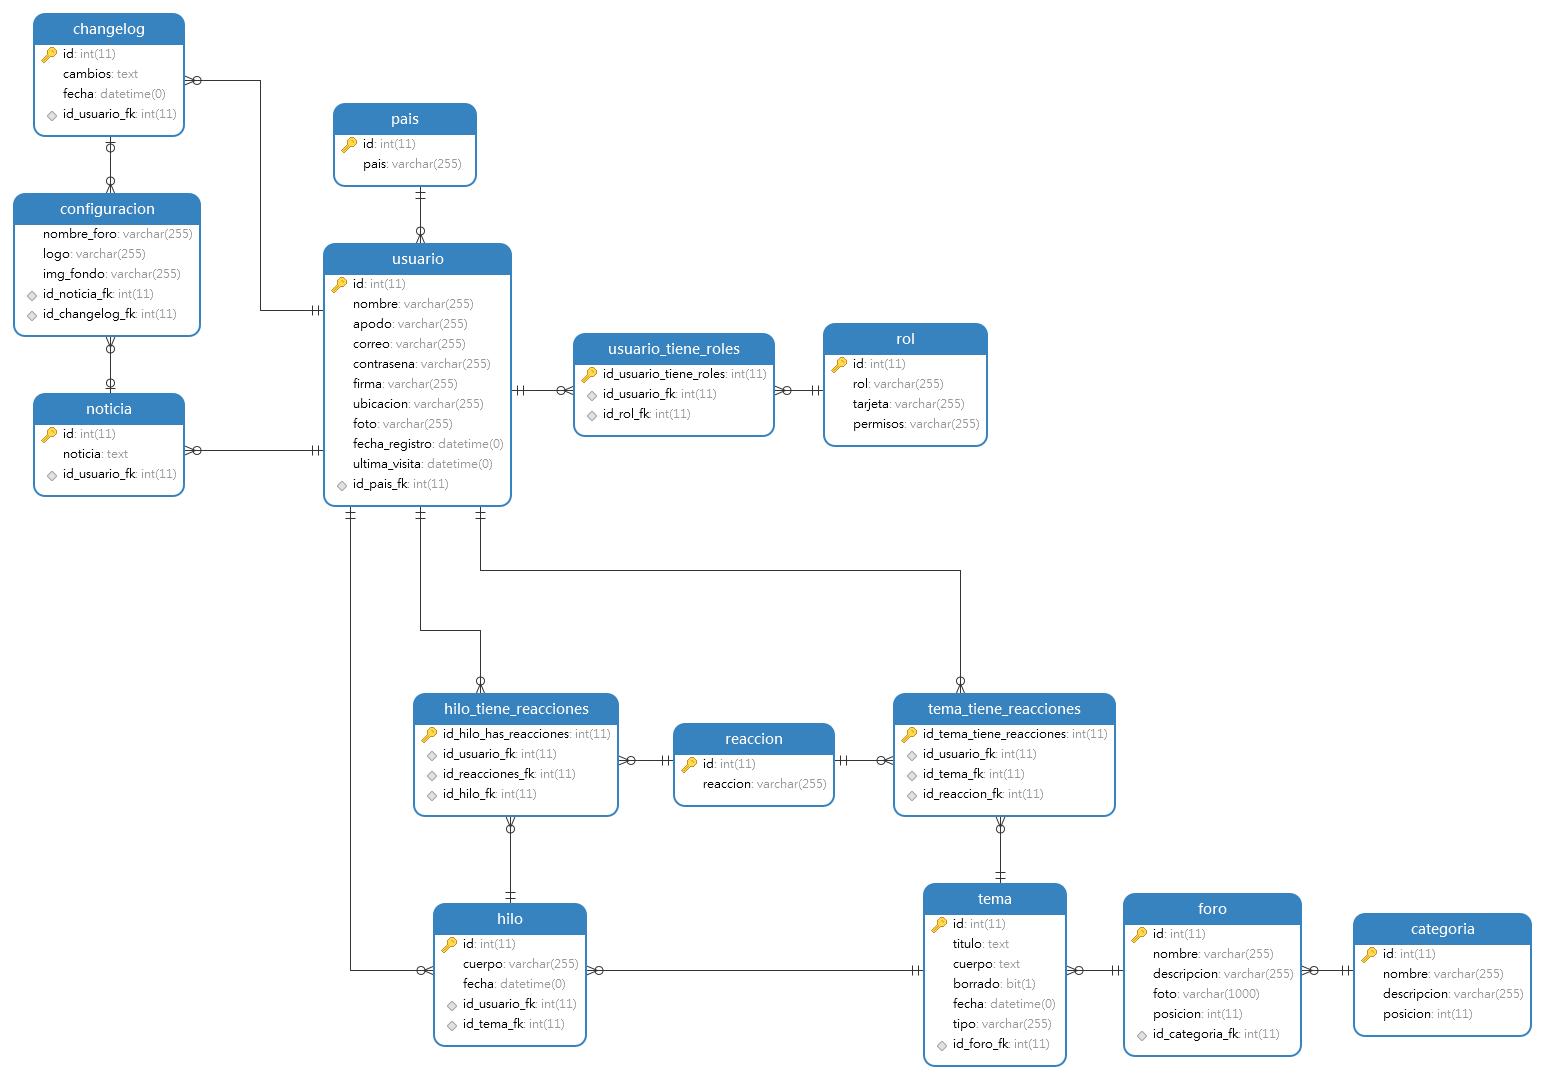 changelog
id: int(11)
cambios: text
fecha: datetime(0)
id_usuario_fk: int(11)
pais
id: int(11)
pais: varchar(255)
configuracion
nombre_foro: varchar(255)
logo: varchar(255)
img_fondo: varchar(255)
id_noticia_fk: int(11)
id_changelog_fk: int(11)
usuario
id: int(11)
nombre: varchar(255)
apodo: varchar(255)
correo: varchar(255)
contrasena: varchar(255)
firma: varchar(255)
ubicacion: varchar(255)
foto: varchar(255)
fecha_registro: datetime(0)
ultima_visita: datetime(0)
id_pais_fk: int(11)
usuario_tiene_roles
id_usuario_tiene_roles: int(11)
id_usuario_fk: int(11)
id_rol_fk: int(11)
rol
id: int(11)
rol: varchar(255)
tarjeta: varchar(255)
permisos: varchar(255)
noticia
id: int(11)
noticia: text
id_usuario_fk: int(11)
hilo_tiene_reacciones
id_hilo_has_reacciones: int(11)
id_usuario_fk: int(11)
id_reacciones_fk: int(11)
id_hilo_fk: int(11)
reaccion
id: int(11)
reaccion: varchar(255)
tema_tiene_reacciones
id_tema_tiene_reacciones: int(11)
id_usuario_fk: int(11)
id_tema_fk: int(11)
id_reaccion_fk: int(11)
hilo
id: int(11)
cuerpo: varchar(255)
fecha: datetime(0)
id_usuario_fk: int(11)
id_tema_fk: int(11)
tema
id: int(11)
titulo: text
cuerpo: text
borrado: bit(1)
fecha: datetime(0)
tipo: varchar(255)
id_foro_fk: int(11)
foro
id: int(11)
nombre: varchar(255)
descripcion: varchar(255)
foto: varchar(1000)
posicion: int(11)
id_categoria_fk: int(11)
categoria
id: int(11)
nombre: varchar(255)
descripcion: varchar(255)
posicion: int(11)